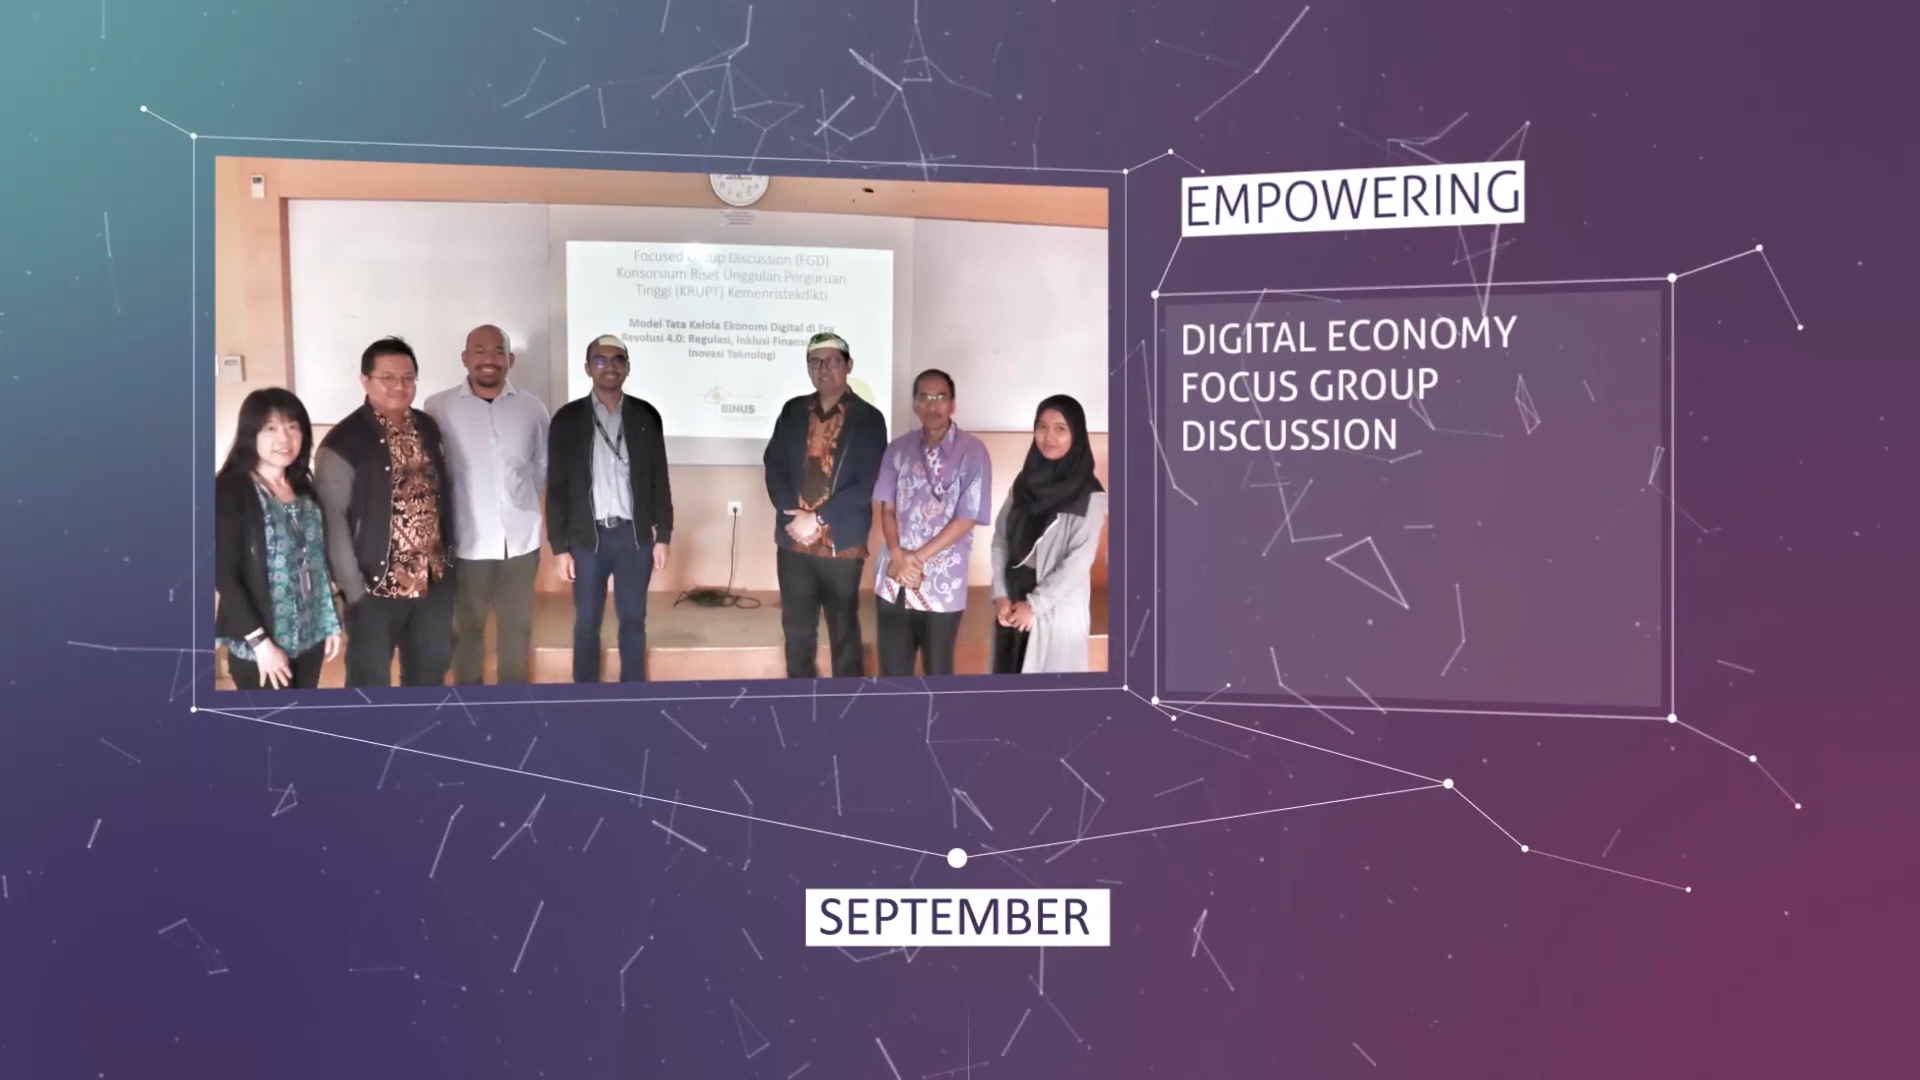 EMPOWERING
Focused Group Discussion (FGD)
Konsorsium Riset Unggulan Perguruan
Tinggi (KRUPT) Kemenristekdikti
Model Tata Kelola Ekonomi Digital di Era
Revolusi 4.0: Regulasi, Inklusi
Inovasi Teknologi
BINUS
DIGITAL ECONOMY
FOCUS GROUP
DISCUSSION
SEPTEMBER